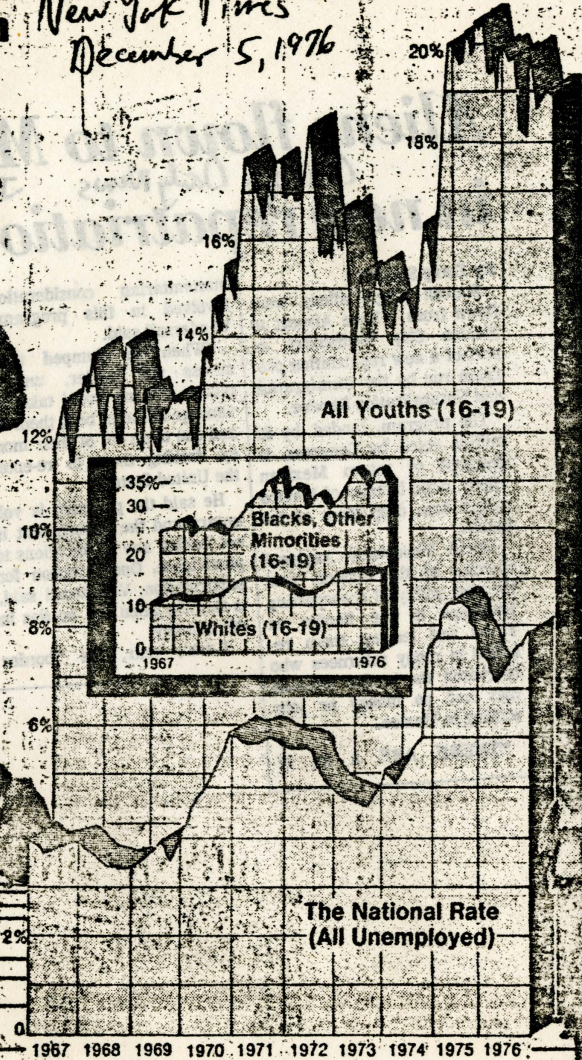 New York Times
December 5, 1976
20%
18%
16%
14%
All Youths (16-19)
12%
35%
30
Blacks, Other
Minorities
(16-19)
20
10
Whites (16-19)
0
1967 1976
10%
8%
6%
The National Rate
(All Unemployed)
2%
0
1967 1968 1969 1970 1971 1972 1973 1974 1975 1976